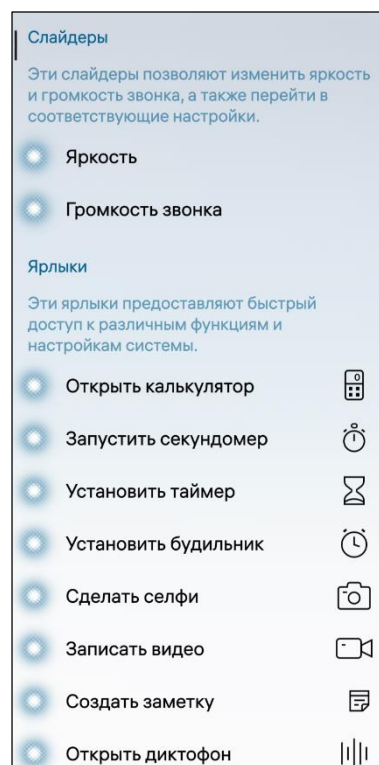 Слайдеры
Эти слайдеры позволяют изменить яркость
и громкость звонка, а также перейти в
соответствующие настройки.
Яркость
Громкость звонка
Ярлыки
Эти ярлыки предоставляют быстрый
доступ к различным функциям и
настройкам системы.
Открыть калькулятор
Запустить секундомер
Установить таймер
Установить будильник
Сделать селфи
Записать видео
Создать заметку
Открыть диктофон